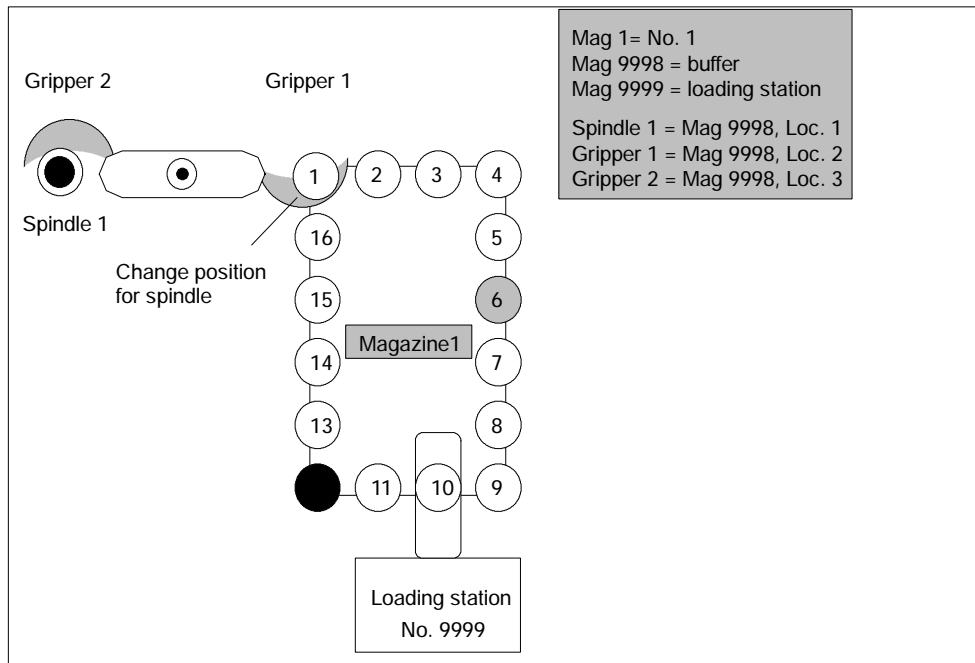 Mag 1= No. 1
Mag 9998 = buffer
Mag 9999 = loading station
Spindle 1 = Mag 9998, Loc. 1
Gripper 1 = Mag 9998, Loc. 2
Gripper 2 = Mag 9998, Loc. 3
Gripper 2
Gripper 1
1
2
3
4
Spindle 1
16
5
Change position
for spindle
15
6
Magazine1
14
7
13
8
11
10
9
Loading station
No. 9999